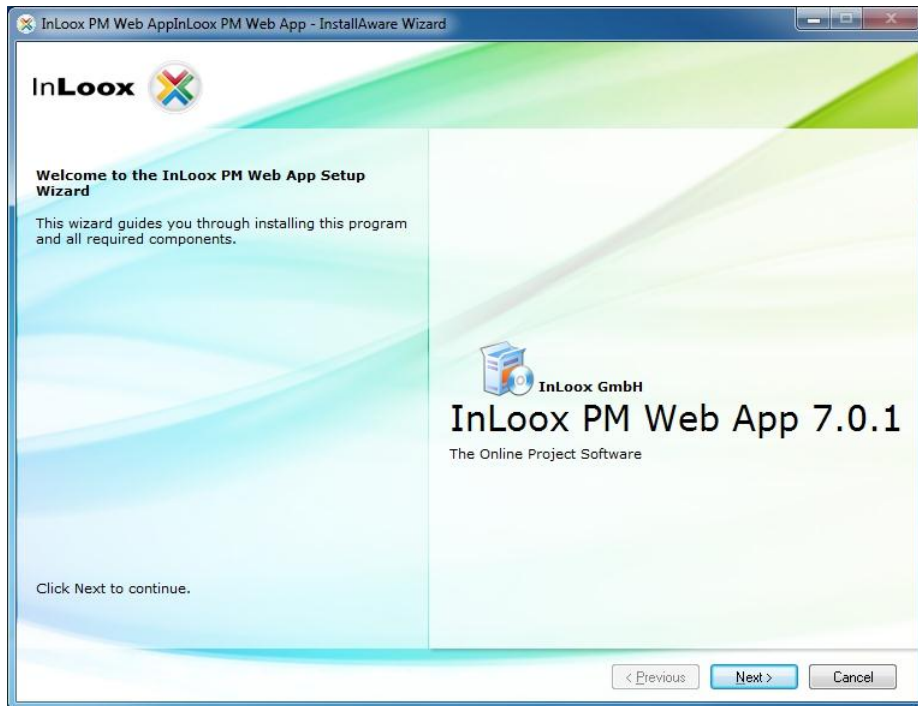 InLoox PM Web AppInLoox PM Web App - InstallAware Wizard
InLoox
Welcome to the InLoox PM Web App Setup
Wizard
This wizard guides you through installing this program
and all required components.
InLoox GmbH
InLoox PM Web App 7.0.1
The Online Project Software
Click Next to continue.
< Previous
Next >
Cancel